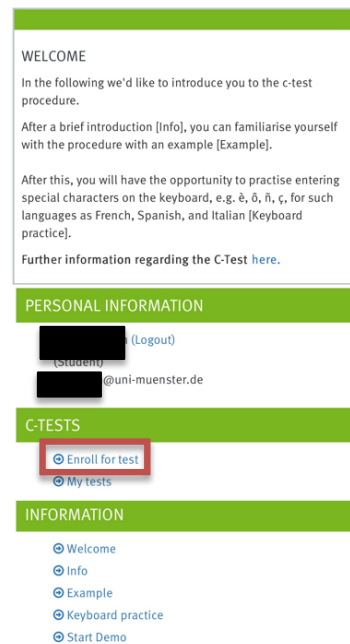 WELCOME
In the following we'd like to introduce you to the c-test
procedure.
After a brief introduction [Info], you can familiarise yourself
with the procedure with an example [Example].
After this, you will have the opportunity to practise entering
special characters on the keyboard, e.g. è, ô, ñ, ç, for such
languages as French, Spanish, and Italian [Keyboard
practice].
Further information regarding the C-Test here.
PERSONAL INFORMATION
(Logout)
(Student)
@uni-muenster.de
C-TESTS
Enroll for test
My tests
INFORMATION
Welcome
Info
Example
Keyboard practice
Start Demo